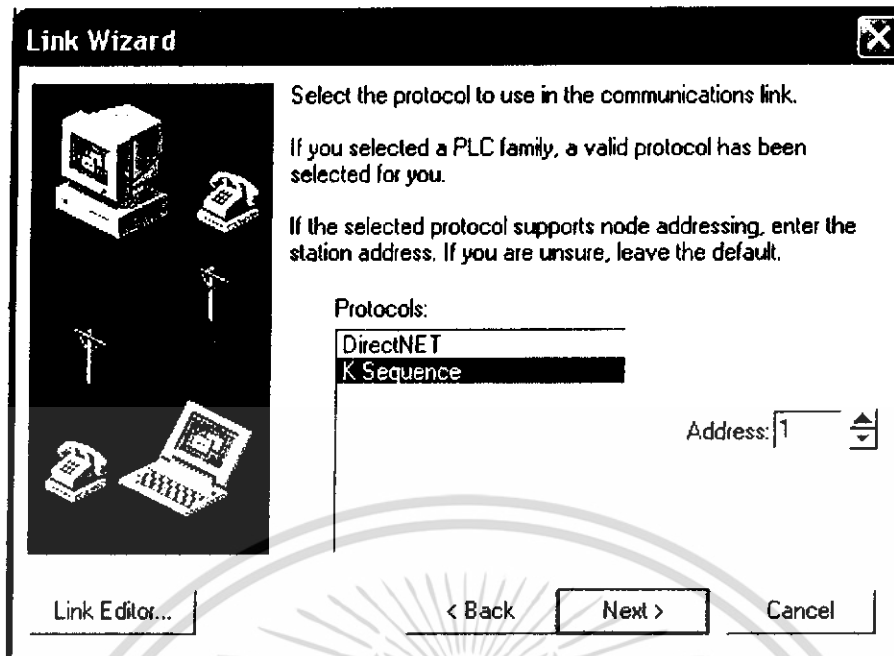 Link Wizard
Select the protocol to use in the communications link.
If you selected a PLC family, a valid protocol has been
selected for you.
If the selected protocol supports node addressing, enter the
station address. If you are unsure, leave the default.
Protocols:
DirectNET
K Sequence
Address: 1
Link Editor...
< Back
Next >
Cancel